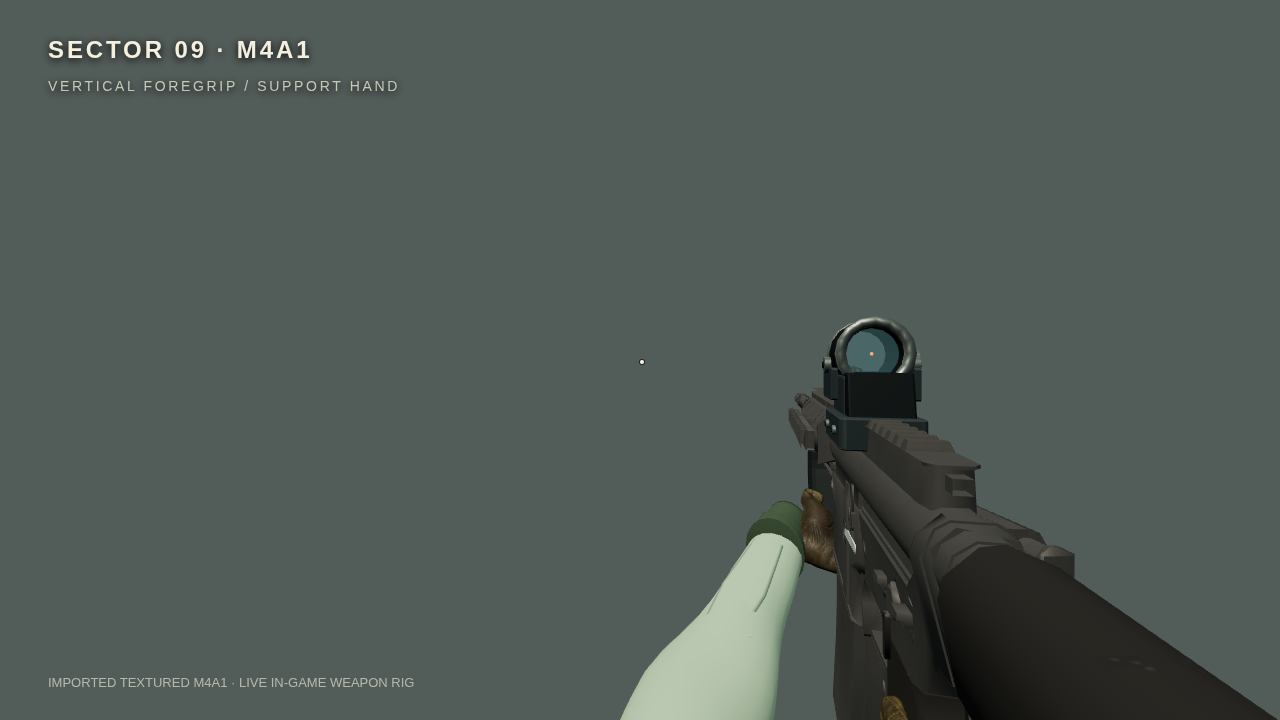 SECTOR 09 · M4A1
VERTICAL FOREGRIP / SUPPORT HAND
IMPORTED TEXTURED M4A1 · LIVE IN-GAME WEAPON RIG